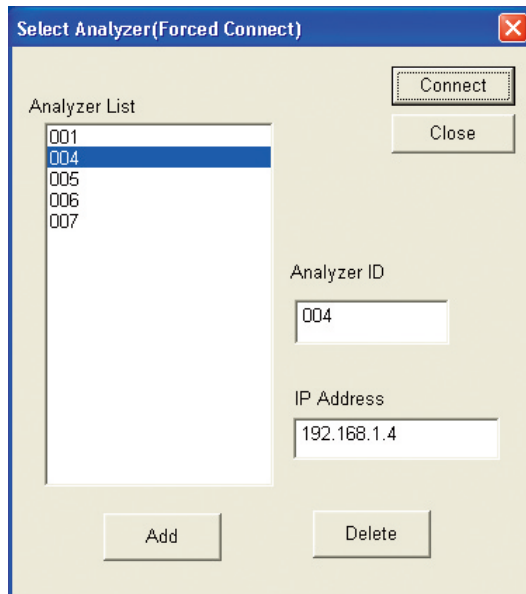 Select Analyzer(Forced Connect)
Connect
Close
Analyzer List
001
004
005
006
007
Analyzer ID
004
IP Address
192.168.1.4
Add
Delete